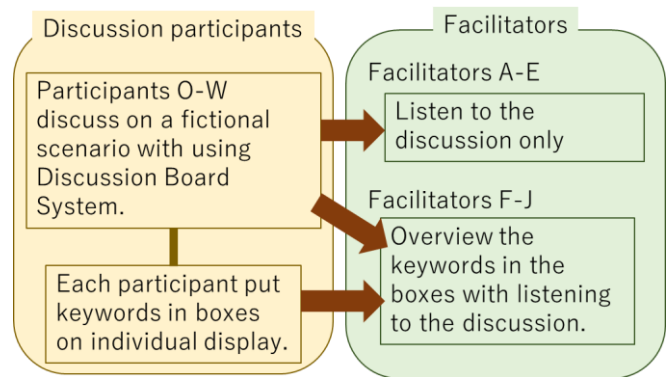 Discussion participants
Participants O-W
discuss on a fictional
scenario with using
Discussion Board
System.
Each participant put
keywords in boxes
on individual display.
Facilitators
Facilitators A-E
Listen to the
discussion only
Facilitators F-J
Overview the
keywords in the
boxes with listening
to the discussion.